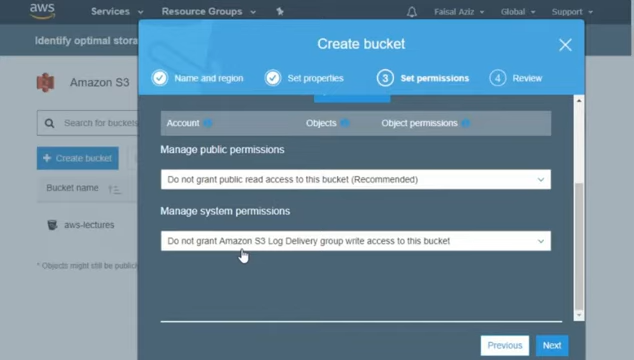 aws
Services Resource Groups Faisal Aziz Global Support
Identify optimal stora
Create bucket
Name and region Set properties 3 Set permissions 4 Review
Amazon S3
Account Objects Object permissions
Search for buckets
Manage public permissions
+ Create bucket
Do not grant public read access to this bucket (Recommended)
Bucket name
Manage system permissions
aws-lectures
Do not grant Amazon S3 Log Delivery group write access to this bucket
* Objects might still be public
Previous Next